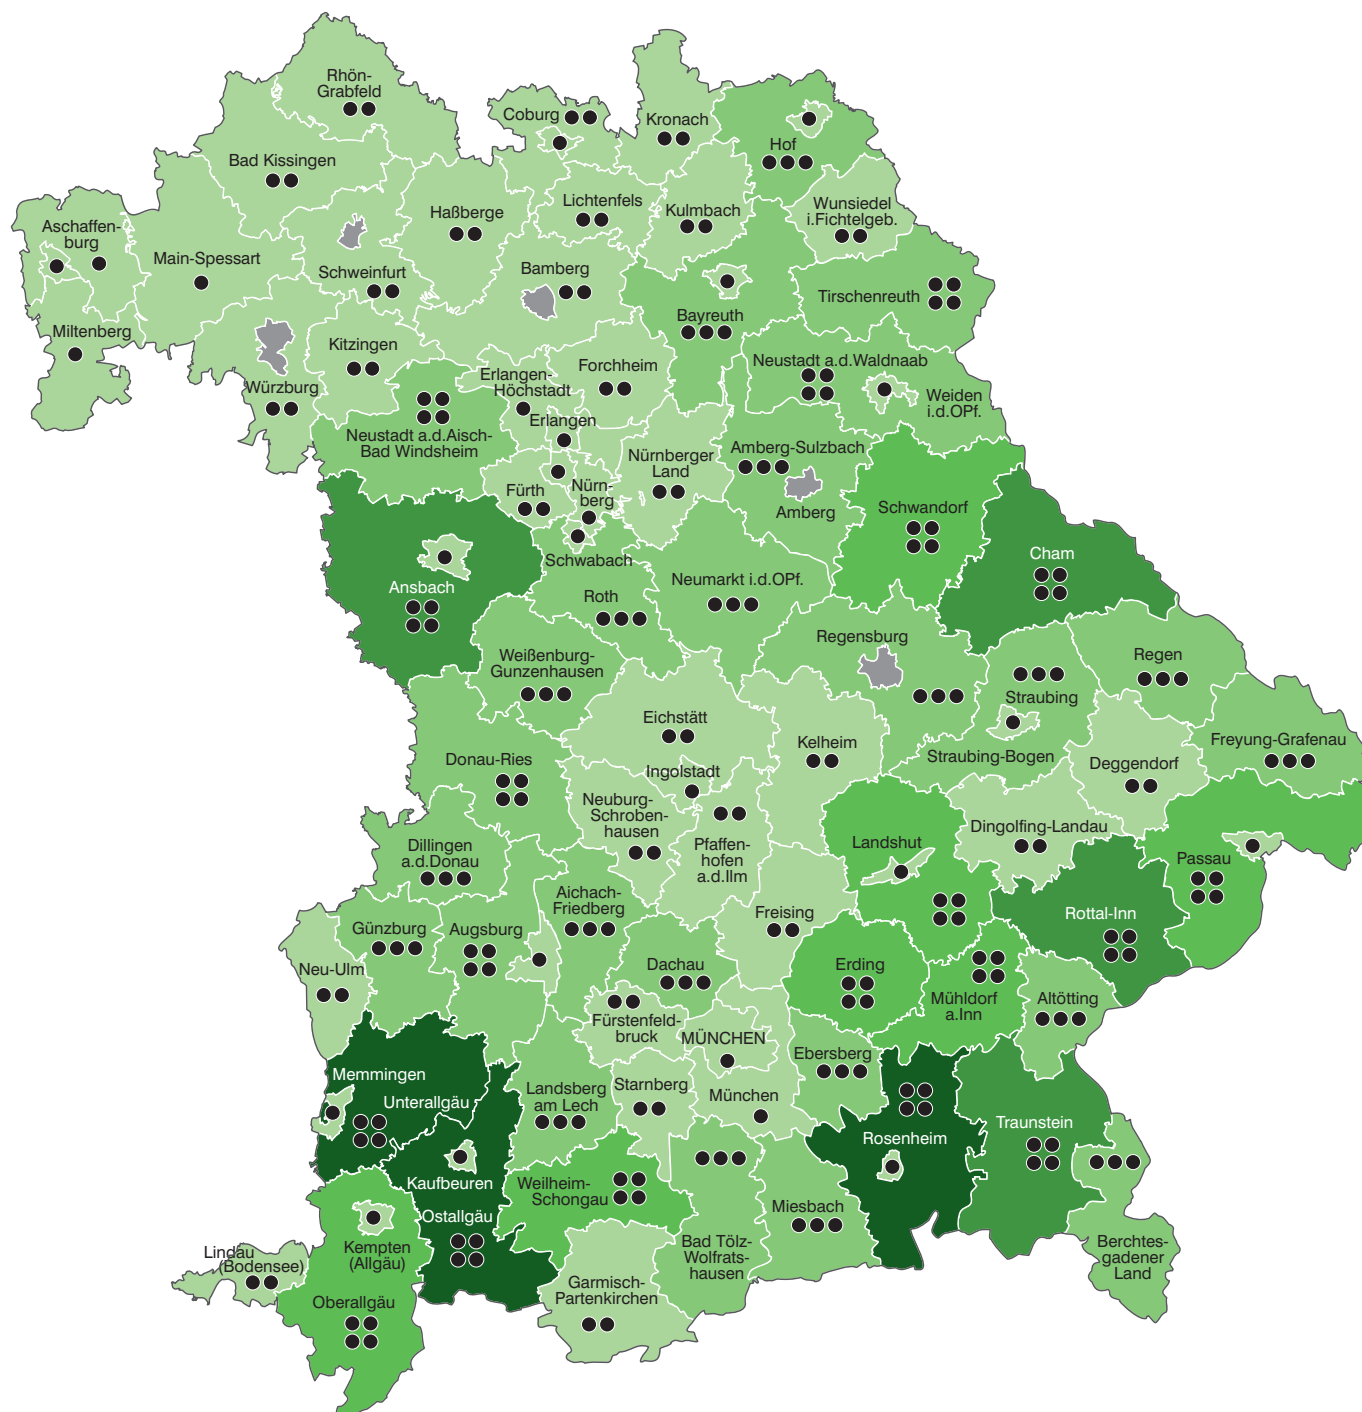 Rhön-
Grabfeld
Coburg
Kronach
Hof
Bad Kissingen
Lichtenfels
Haßberge
Kulmbach
Wunsiedel
i.Fichtelgeb.
Aschaffen-
burg
Main-Spessart
Schweinfurt
Bamberg
Tirschenreuth
Bayreuth
Miltenberg
Kitzingen
Forchheim
Neustadt a.d.Waldnaab
Erlangen-
Höchstadt
Würzburg
Weiden
i.d.OPf.
Erlangen
Neustadt a.d.Aisch-
Bad Windsheim
Nürnberger
Land
Amberg-Sulzbach
Fürth
Nürn-
berg
Amberg
Schwandorf
Cham
Schwabach
Ansbach
Neumarkt i.d.OPf.
Roth
Regensburg
Weißenburg-
Gunzenhausen
Regen
Straubing
Eichstätt
Kelheim
Freyung-Grafenau
Straubing-Bogen
Deggendorf
Donau-Ries
Ingolstadt
Neuburg-
Schroben-
hausen
Dingolfing-Landau
Pfaffen-
hofen
a.d.Ilm
Landshut
Dillingen
a.d.Donau
Passau
Aichach-
Friedberg
Freising
Rottal-Inn
Günzburg
Augsburg
Neu-Ulm
Dachau
Erding
Mühldorf
a.Inn
Altötting
Fürstenfeld-
bruck
MÜNCHEN
Ebersberg
Memmingen
Unterallgäu
Landsberg
am Lech
Starnberg
München
Traunstein
Rosenheim
Kaufbeuren
Weilheim-
Schongau
Ostallgäu
Miesbach
Lindau
(Bodensee)
Kempten
(Allgäu)
Bad Tölz-
Wolfrats-
hausen
Berchtes-
gadener
Land
Garmisch-
Partenkirchen
Oberallgäu